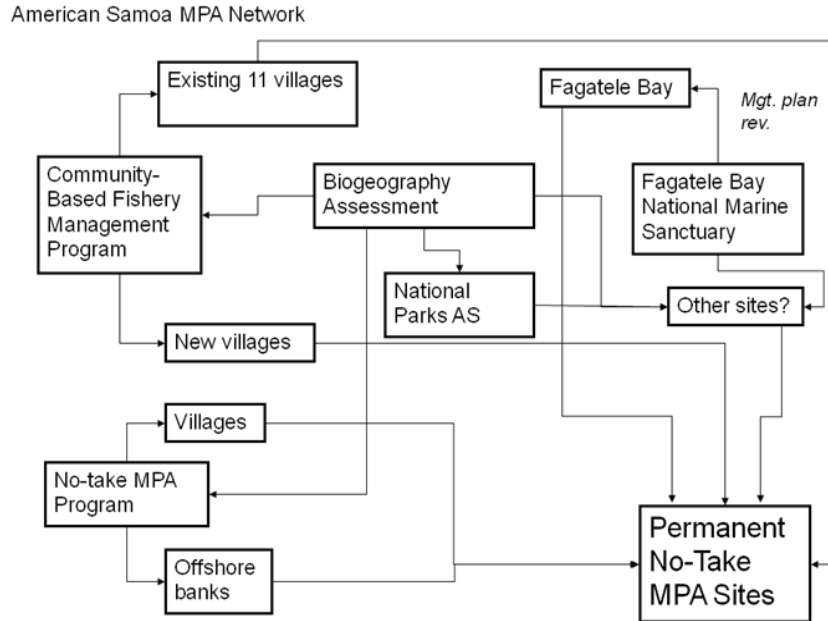 American Samoa MPA Network
Existing 11 villages
Fagatele Bay
Mgt. plan
rev.
Community-
Based Fishery
Management
Program
Biogeography
Assessment
Fagatele Bay
National Marine
Sanctuary
National
Parks AS
Other sites?
New villages
Villages
No-take MPA
Program
Offshore
banks
Permanent
No-Take
MPA Sites